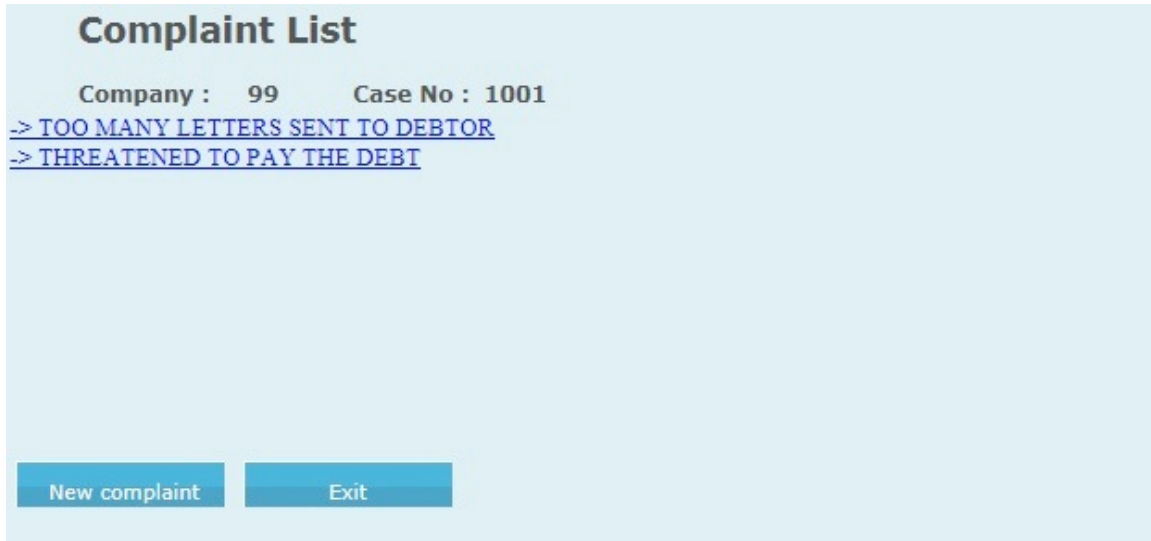 Complaint List
Company : 99 Case No : 1001
-> TOO MANY LETTERS SENT TO DEBTOR
-> THREATENED TO PAY THE DEBT
New complaint Exit